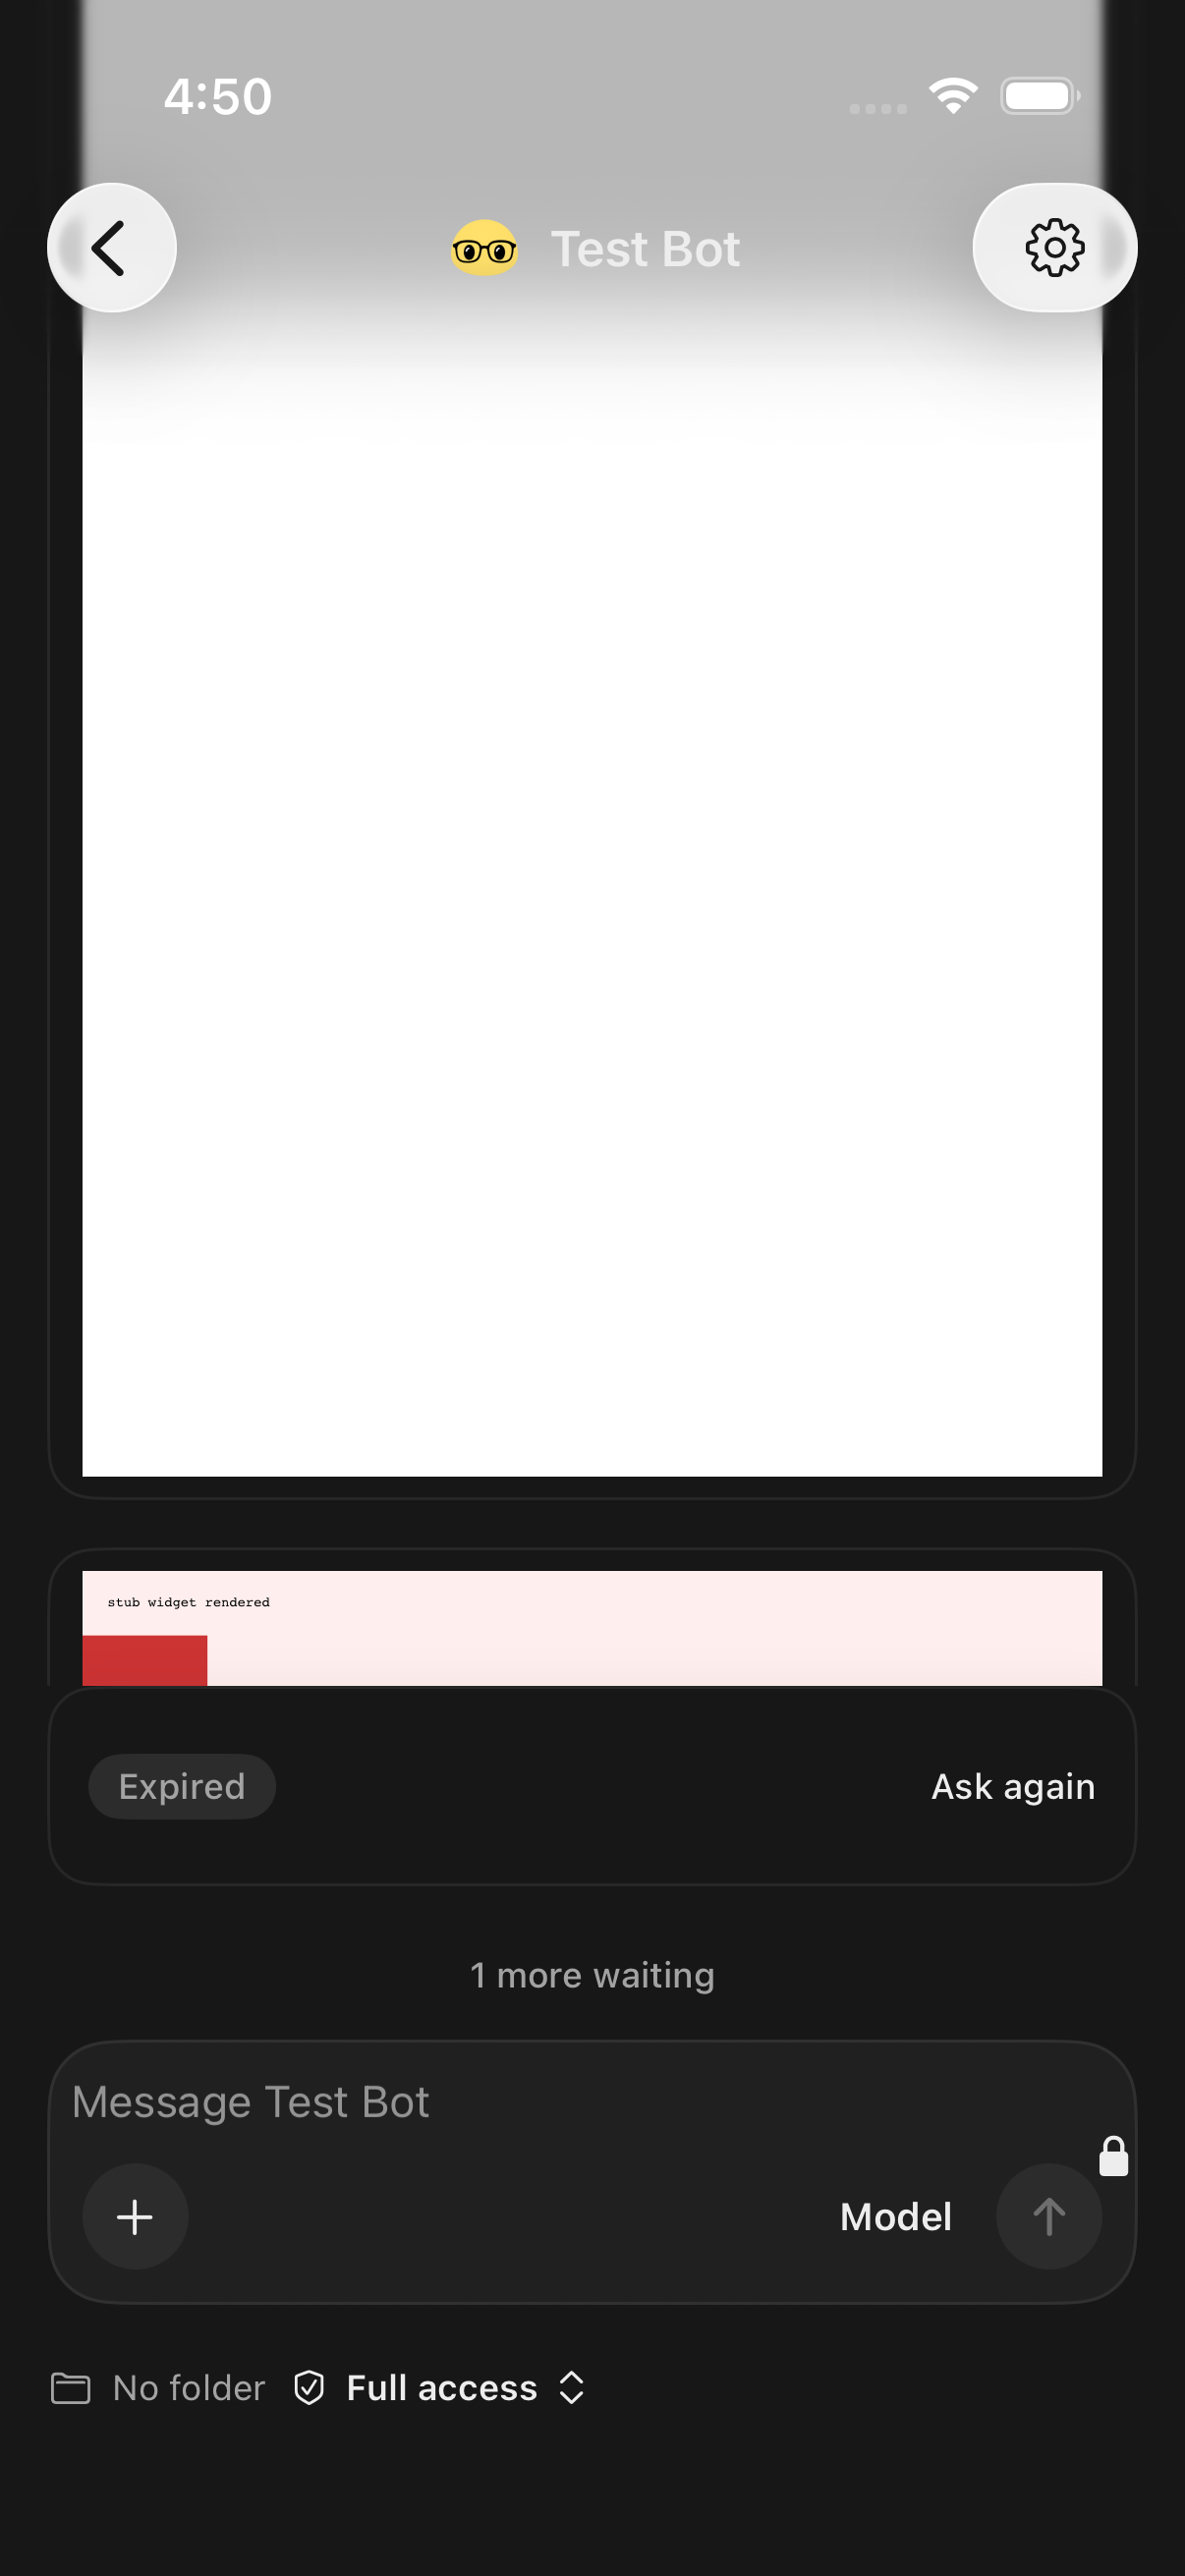 4:50
Test Bot
stub widget rendered
Expired
Ask again
1 more waiting
Message Test Bot
Model
No folder
Full access